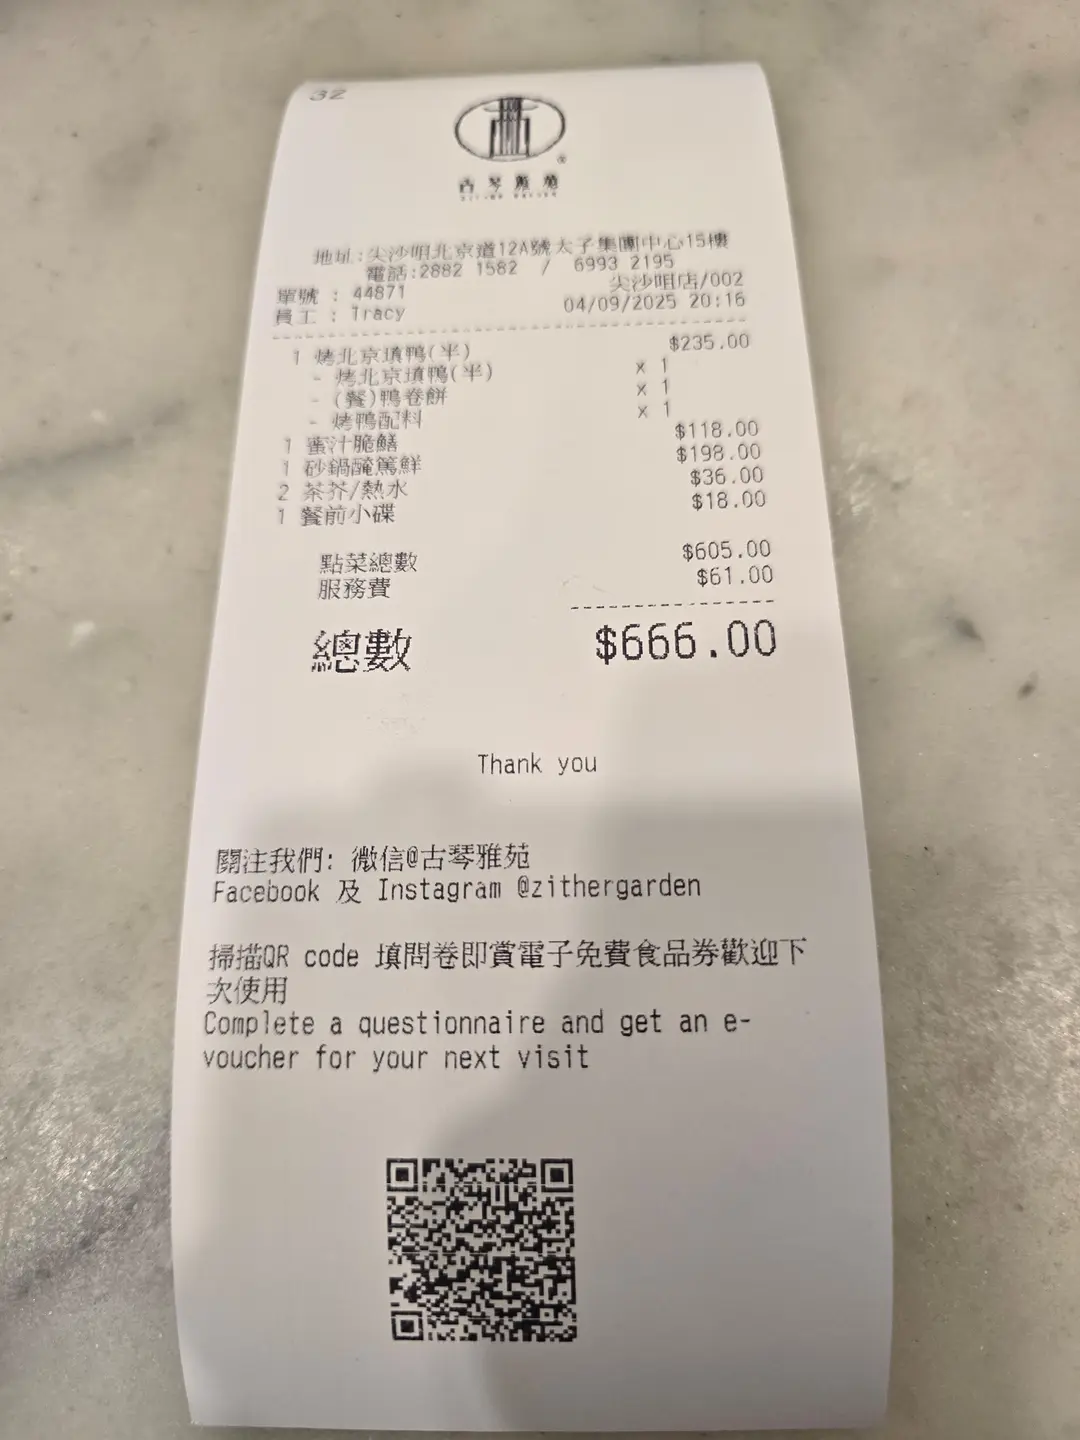 32
古琴雅苑
地址:尖沙咀北京道12A號太子集團中心15樓
電話:2882 1582 / 6993 2195
尖沙咀店/002
單號 : 44871
員工 : Tracy
04/09/2025 20:16
1 烤北京填鴨(半) $235.00
- 烤北京填鴨(半) x 1
- (餐)鴨卷餅 x 1
- 烤鴨配料 x 1
1 蜜汁脆鱔 $118.00
1 砂鍋醃篤鮮 $198.00
2 茶芥/熱水 $36.00
1 餐前小碟 $18.00
點菜總數 $605.00
服務費 $61.00
總數 $666.00
Thank you
關注我們: 微信@古琴雅苑
Facebook 及 Instagram @zithergarden
掃描QR code 填問卷即賞電子免費食品券歡迎下
次使用
Complete a questionnaire and get an e-
voucher for your next visit